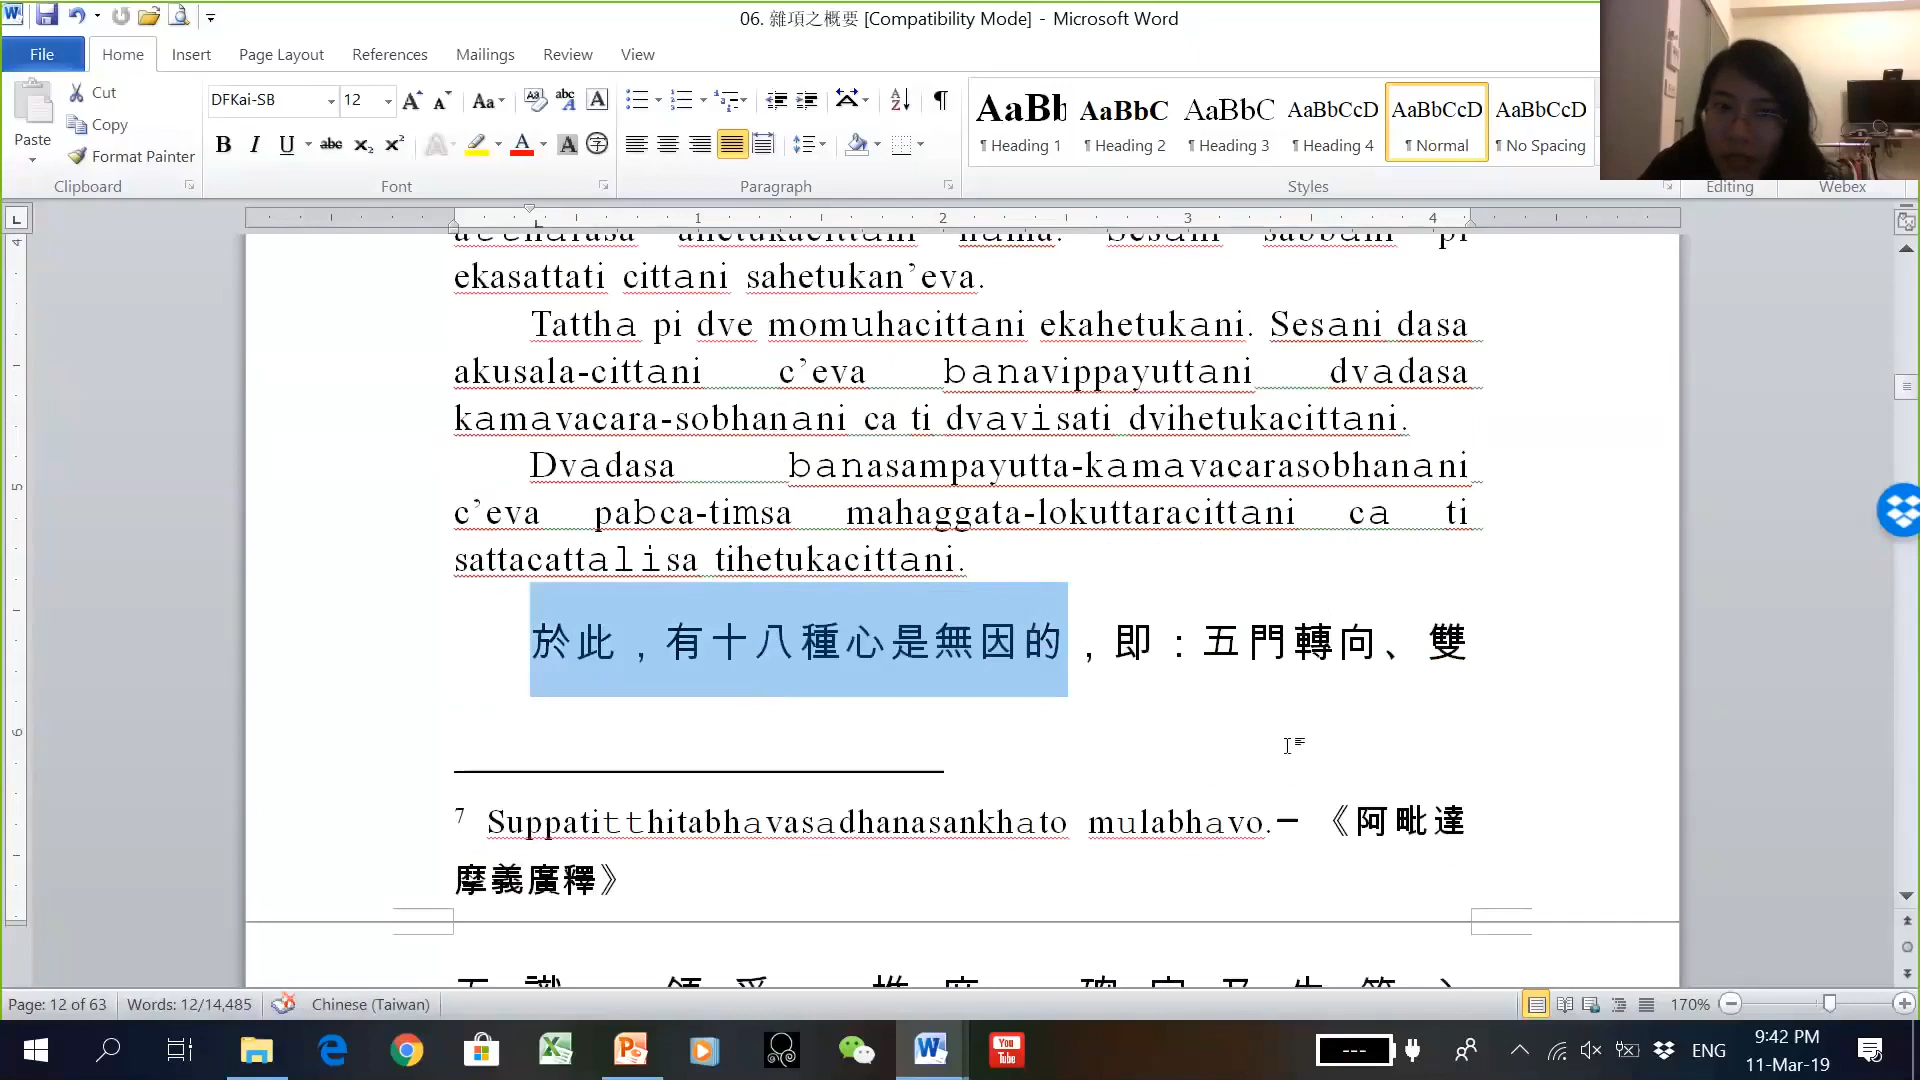 06. 雜項之概要 [Compatibility Mode] - Microsoft Word
File Home Insert Page Layout References Mailings Review View
Paste
Cut
Copy
Format Painter
DFKai-SB 12
AaBb AaBbC AaBbC AaBbCcD AaBbCcD AaBbCcD
¶ Heading 1 ¶ Heading 2 ¶ Heading 3 ¶ Heading 4 ¶ Normal ¶ No Spacing
Clipboard Font Paragraph Styles Editing Webex
1 2 3 4
ekasattati cittani sahetukan’eva.
Tattha pi dve momuhacittani ekahetukani. Sesani dasa
akusala-cittani c’eva banavippayuttani dvadasa
kamavacara-sobhanani ca ti dvavisati dvihetukacittani.
Dvadasa banasampayutta-kamavacarasobhanani
c’eva pabca-timsa mahaggata-lokuttaracittani ca ti
sattacattalisa tihetukacittani.
於此，有十八種心是無因的，即：五門轉向、雙
7 Suppatitthitabhavasadhanasankhato mulabhavo.─ 《阿毗達
摩義廣釋》
Page: 12 of 63 Words: 12/14,485 Chinese (Taiwan) 170%
You
Tube
ENG
9:42 PM
11-Mar-19